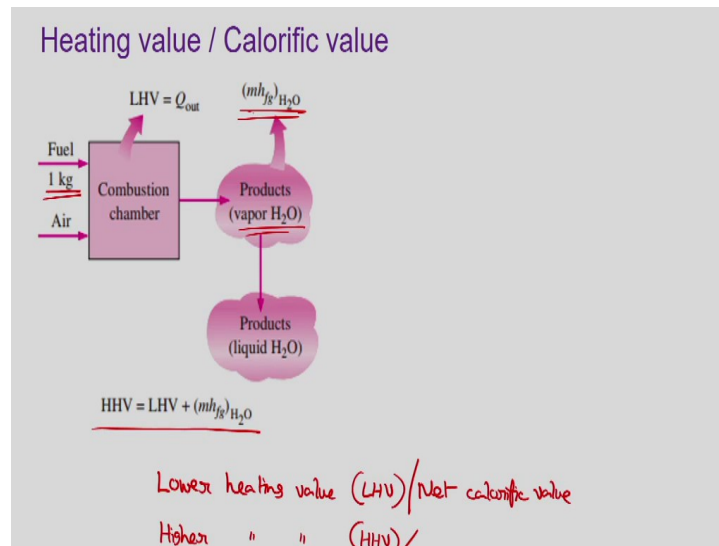 Heating value / Calorific value
LHV = Qout
(mhfg)H2O
Fuel
1 kg
Air
Combustion
chamber
Products
(vapor H2O)
Products
(liquid H2O)
HHV = LHV + (mhfg)H2O
Lower heating value (LHV)/Net calorific value
Higher " " (HHV)/